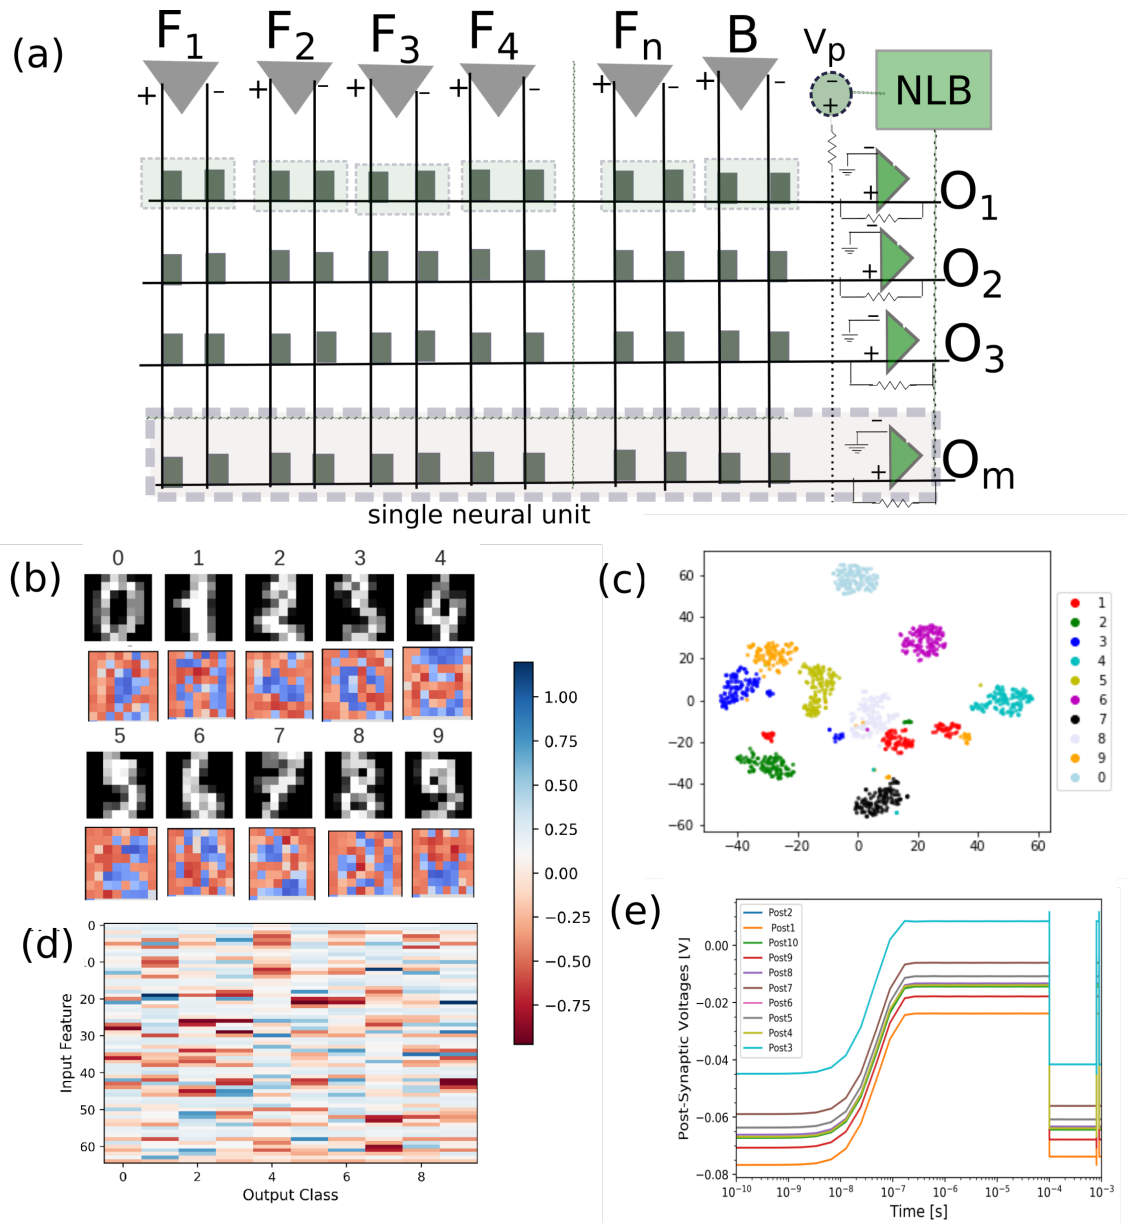 (a)
F1 F2 F3 F4 Fn B Vp NLB
+ − + − + − + − + − + − − +
− + O1
− + O2
− + O3
− + Om
single neural unit
(b)
0 1 2 3 4
5 6 7 8 9
1.00
0.75
0.50
0.25
0.00
−0.25
−0.50
−0.75
(c)
60
40
20
0
−20
−40
−60
−40 −20 0 20 40 60
1
2
3
4
5
6
7
8
9
0
(d)
Input Feature
0
.0
20
30
40
50
60
0 2 4 6 8
Output Class
(e)
Post-Synaptic Voltages [V]
0.00
−0.02
−0.04
−0.06
−0.08
Post2
Post1
Post10
Post9
Post8
Post7
Post6
Post5
Post4
Post3
10⁻¹⁰ 10⁻⁹ 10⁻⁸ 10⁻⁷ 10⁻⁶ 10⁻⁵ 10⁻⁴ 10⁻³
Time [s]